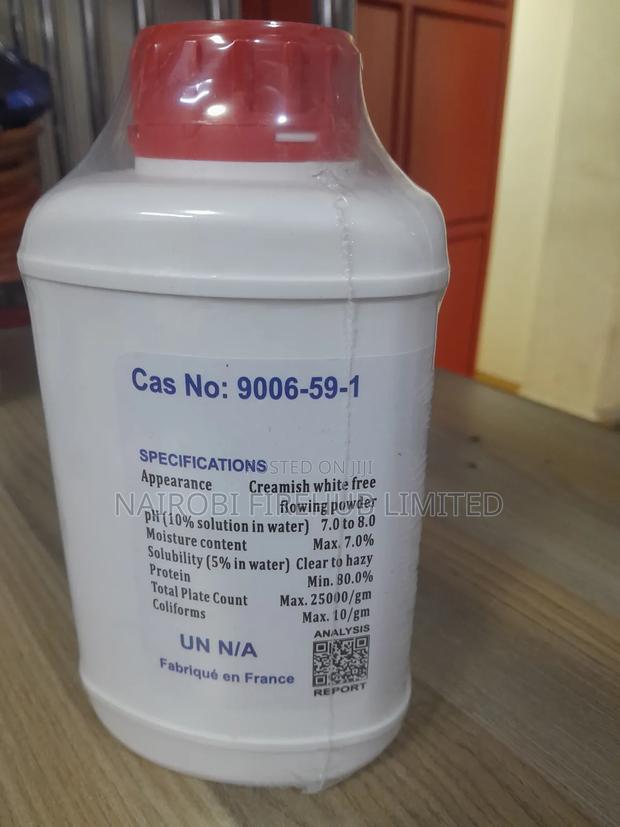 Cas No: 9006-59-1
SPECIFICATIONS
POSTED ON JIJI
Appearance Creamish white free
flowing powder
NAIROBI FIREHUB LIMITED
pH (10% solution in water) 7.0 to 8.0
Moisture content Max. 7.0%
Solubility (5% in water) Clear to hazy
Protein Min. 80.0%
Total Plate Count Max. 25000/gm
Coliforms Max. 10/gm
UN N/A
Fabriqué en France
ANALYSIS
REPORT